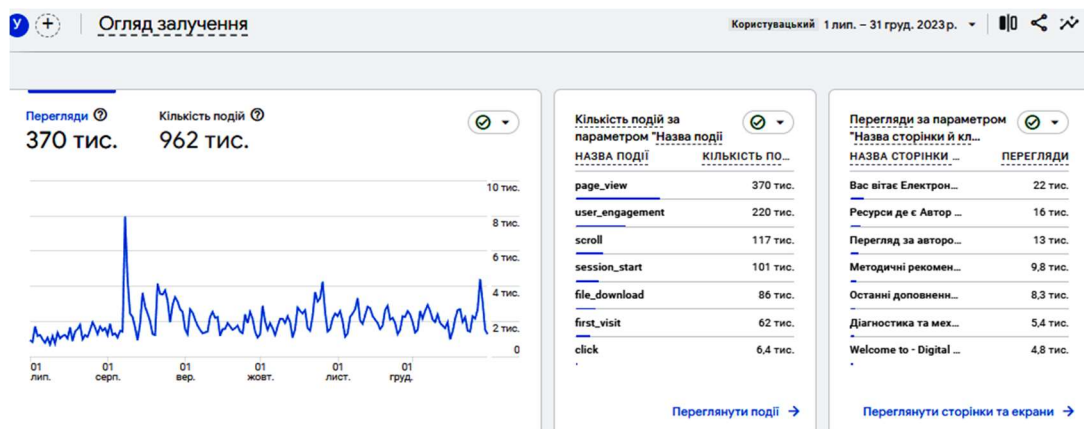 У + Огляд залучення Користувацький 1 лип. – 31 груд. 2023 р.
Перегляди ?
370 тис.
Кількість подій ?
962 тис.
10 тис.
8 тис.
6 тис.
4 тис.
2 тис.
0
01 лип.
01 серп.
01 вер.
01 жовт.
01 лист.
01 груд.
Кількість подій за
параметром "Назва події
НАЗВА ПОДІЇ КІЛЬКІСТЬ ПО...
page_view 370 тис.
user_engagement 220 тис.
scroll 117 тис.
session_start 101 тис.
file_download 86 тис.
first_visit 62 тис.
click 6,4 тис.
Переглянути події →
Перегляди за параметром
"Назва сторінки й кл...
НАЗВА СТОРІНКИ ... ПЕРЕГЛЯДИ
Вас вітає Електрон... 22 тис.
Ресурси де є Автор ... 16 тис.
Перегляд за авторо... 13 тис.
Методичні рекомен... 9,8 тис.
Останні доповненн... 8,3 тис.
Діагностика та мех... 5,4 тис.
Welcome to - Digital ... 4,8 тис.
Переглянути сторінки та екрани →